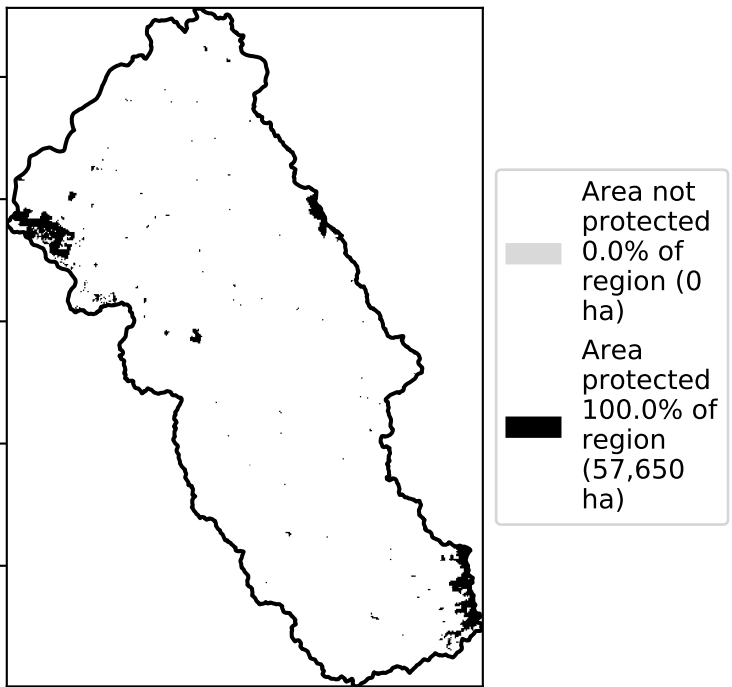 Area not
protected
0.0% of
region (0
ha)
Area
protected
100.0% of
region
(57,650
ha)